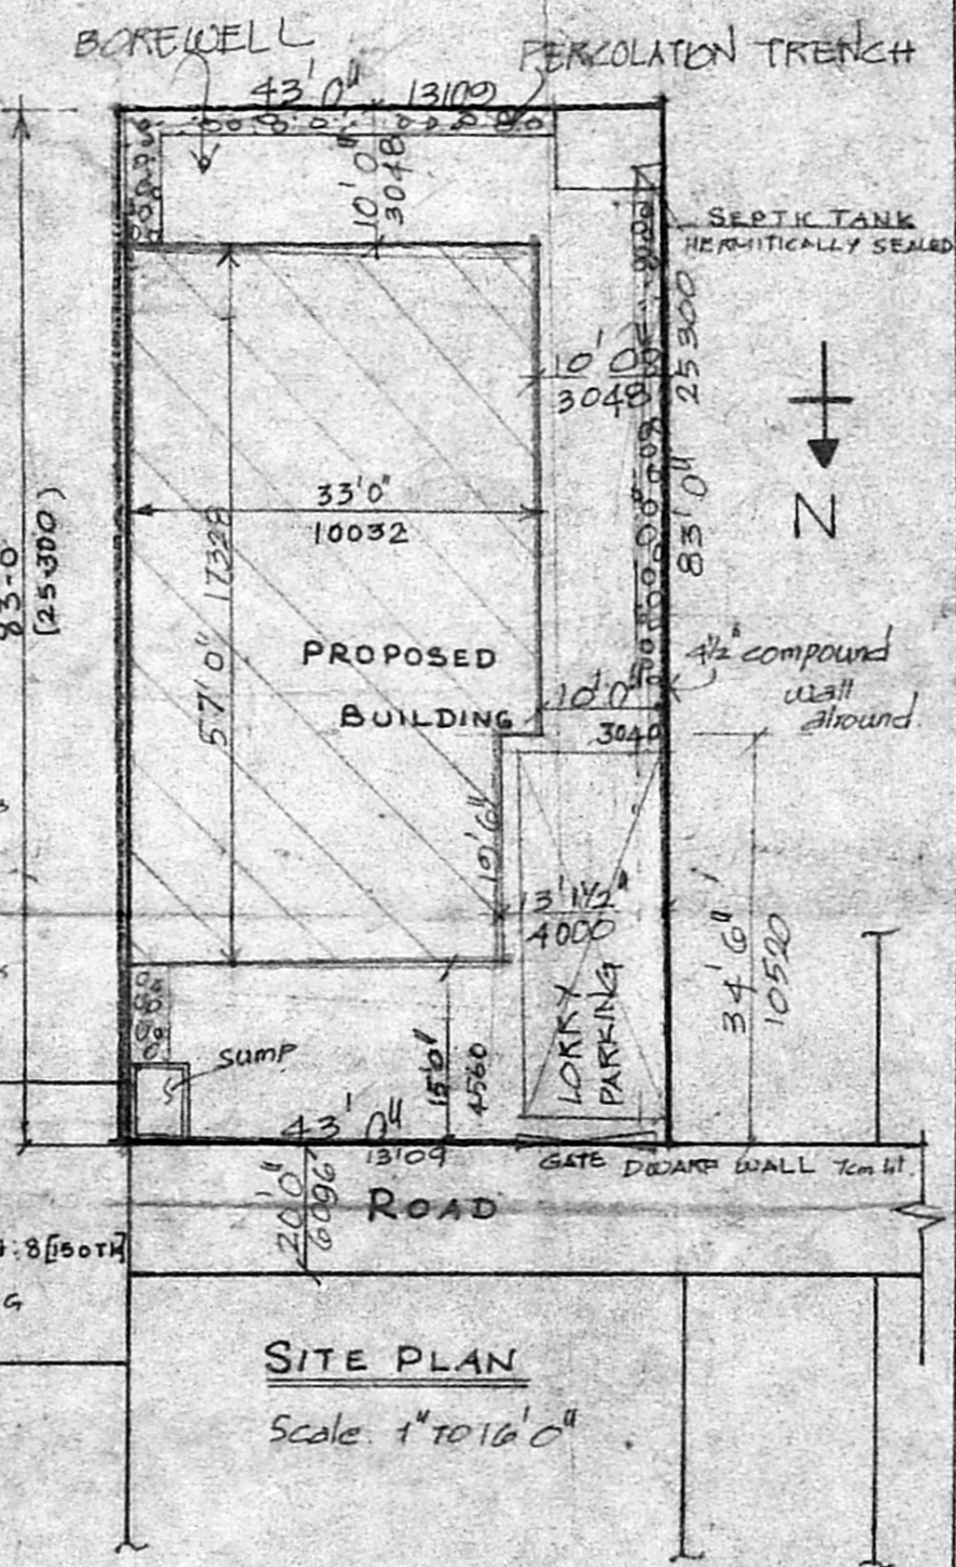 BOREWELL
PERCOLATION TRENCH
43'0" 13109
10'0"
3048
SEPTIC TANK
HERMITICALLY SEALED
10'0"
3048
83'0" 25300
N
33'0"
10032
83-0
(25300)
57'0" 17328
PROPOSED
BUILDING
4½" compound
wall
alround.
10'0"
3040
19'6"
13'1½"
4000
34'6"
10520
LORRY
PARKING
SUMP
15'0"
4560
43'0"
13109
GATE
DWARF WALL 7cm ht.
20'0"
6096
ROAD
G
SITE PLAN
Scale. 1" TO 16'0"